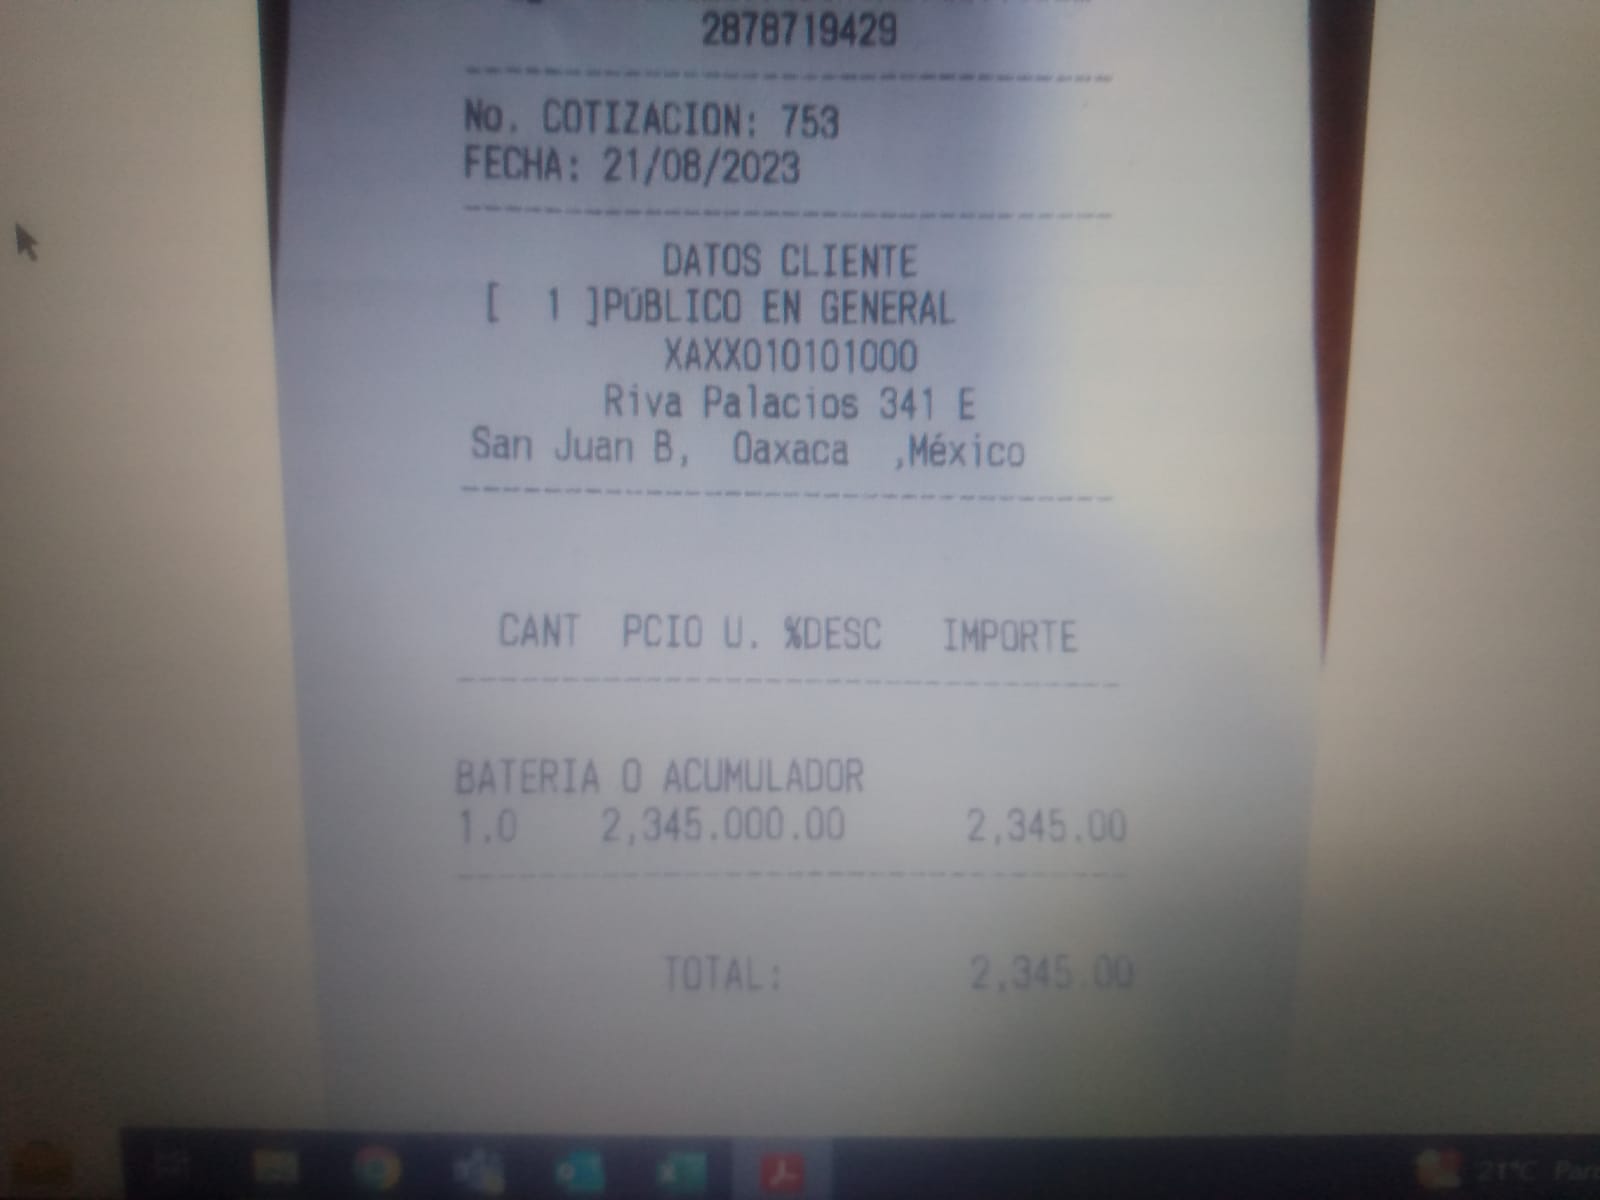 2878719429
No. COTIZACION: 753
FECHA: 21/08/2023
DATOS CLIENTE
[ 1 ]PÚBLICO EN GENERAL
XAXX010101000
Riva Palacios 341 E
San Juan B, Oaxaca ,México
CANT PCIO U. %DESC IMPORTE
BATERIA O ACUMULADOR
1.0 2,345.000.00 2,345.00
TOTAL: 2,345.00
21°C